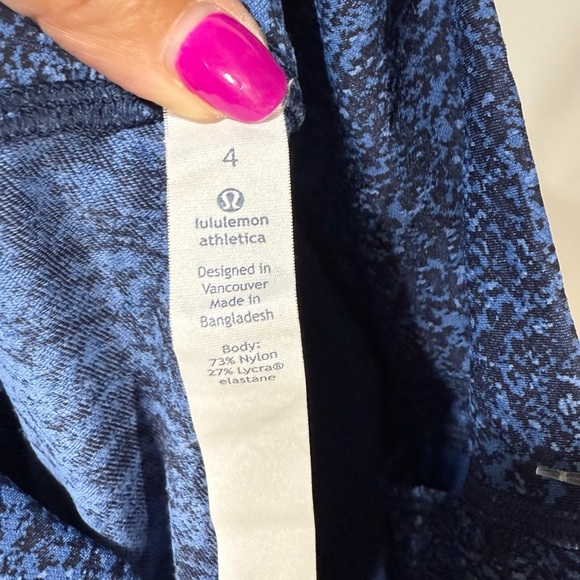 4
lululemon
athletica
Designed in
Vancouver
Made in
Bangladesh
Body:
73% Nylon
27% Lycra®
elastane